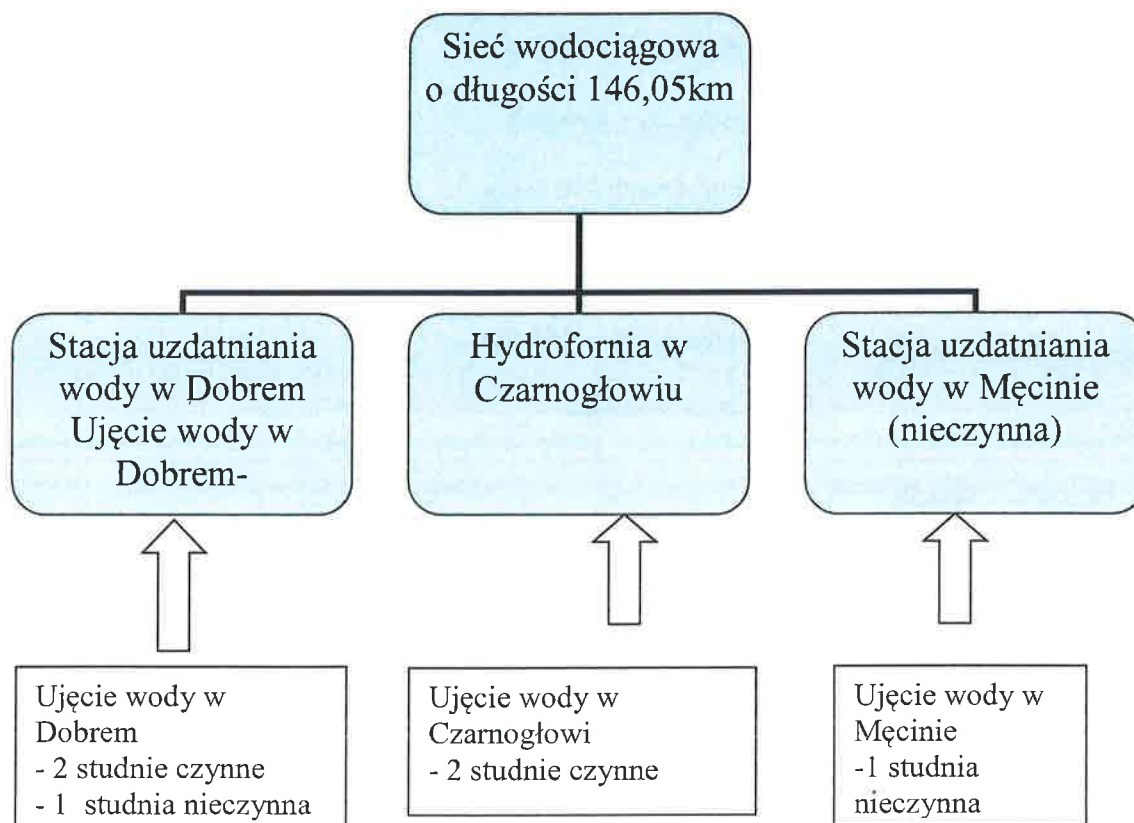 Sieć wodociągowa
o długości 146,05km
Stacja uzdatniania
wody w Dobrem
Ujęcie wody w
Dobrem-
Hydrofornia w
Czarnogłowiu
Stacja uzdatniania
wody w Męcinie
(nieczynna)
Ujęcie wody w
Dobrem
- 2 studnie czynne
- 1 studnia nieczynna
Ujęcie wody w
Czarnogłowi
- 2 studnie czynne
Ujęcie wody w
Męcinie
-1 studnia
nieczynna